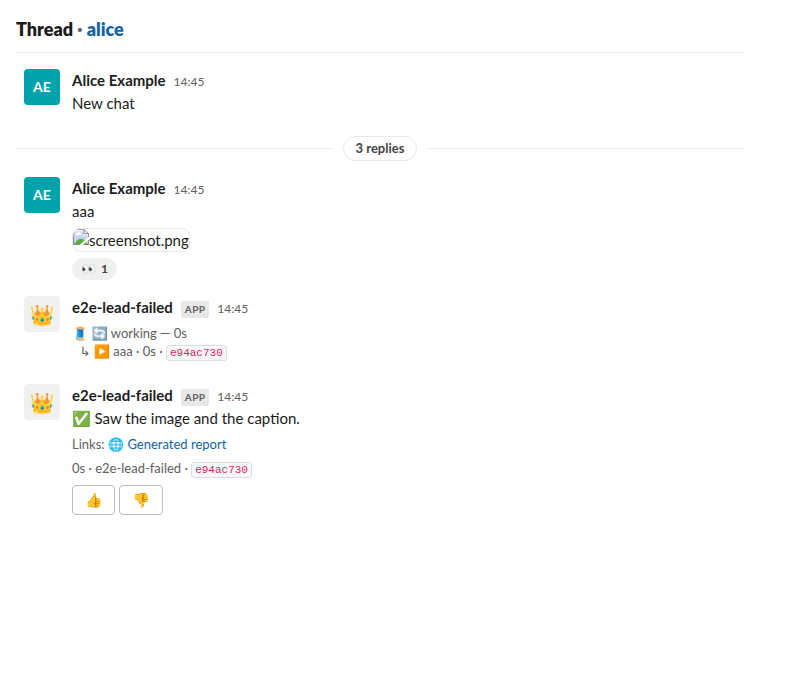 Thread • alice
AE
Alice Example 14:45
New chat
3 replies
AE
Alice Example 14:45
aaa
screenshot.png
👀 1
e2e-lead-failed APP 14:45
🧵 🔄 working — 0s
↳ ▶️ aaa · 0s · e94ac730
e2e-lead-failed APP 14:45
✅ Saw the image and the caption.
Links: 🌐 Generated report
0s · e2e-lead-failed · e94ac730
👍 👎